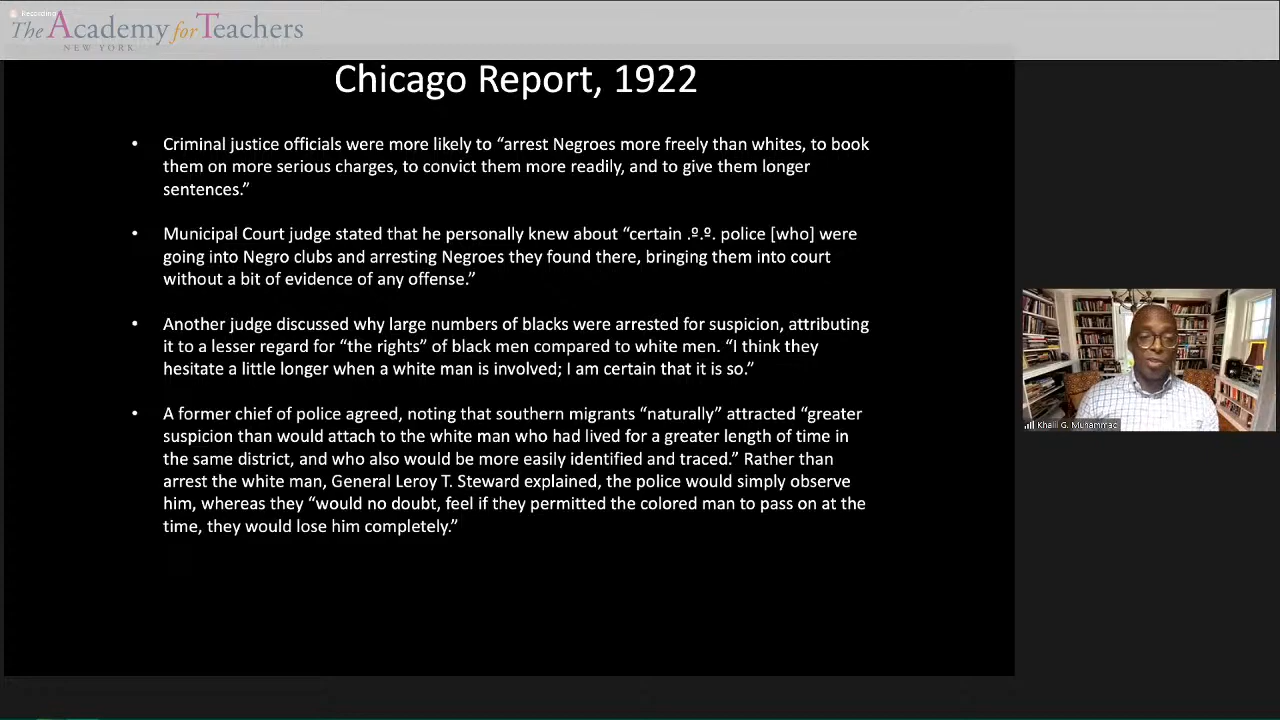 Recording
The Academy for Teachers
NEW YORK
Chicago Report, 1922
• Criminal justice officials were more likely to “arrest Negroes more freely than whites, to book
them on more serious charges, to convict them more readily, and to give them longer
sentences.”
• Municipal Court judge stated that he personally knew about “certain .º.º. police [who] were
going into Negro clubs and arresting Negroes they found there, bringing them into court
without a bit of evidence of any offense.”
• Another judge discussed why large numbers of blacks were arrested for suspicion, attributing
it to a lesser regard for “the rights” of black men compared to white men. “I think they
hesitate a little longer when a white man is involved; I am certain that it is so.”
• A former chief of police agreed, noting that southern migrants “naturally” attracted “greater
suspicion than would attach to the white man who had lived for a greater length of time in
the same district, and who also would be more easily identified and traced.” Rather than
arrest the white man, General Leroy T. Steward explained, the police would simply observe
him, whereas they “would no doubt, feel if they permitted the colored man to pass on at the
time, they would lose him completely.”
Khalil G. Muhammad